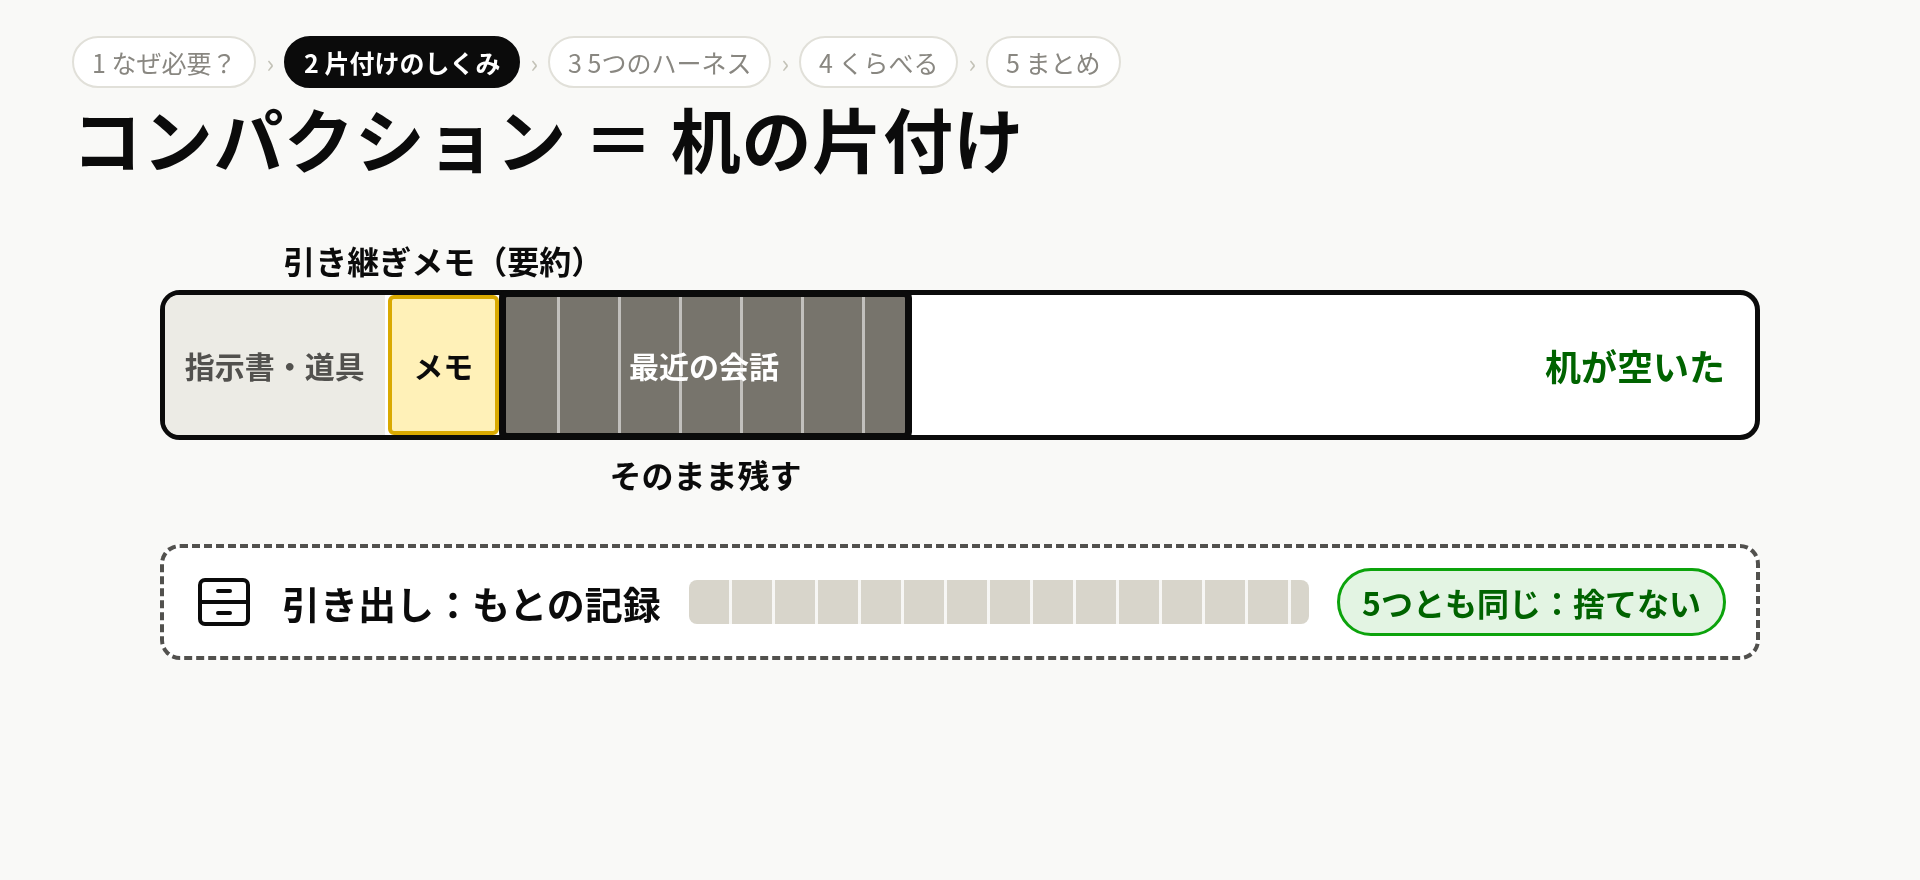 1 なぜ必要？ › 2 片付けのしくみ › 3 5つのハーネス › 4 くらべる › 5 まとめ
コンパクション ＝ 机の片付け
引き継ぎメモ（要約）
指示書・道具 メモ 最近の会話 机が空いた
そのまま残す
引き出し：もとの記録 5つとも同じ：捨てない